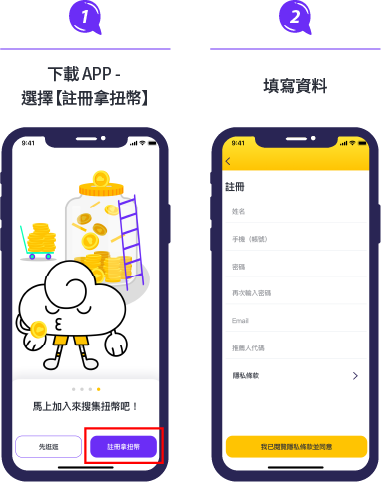 1
下載 APP -
選擇【註冊拿扭幣】
9:41
馬上加入來搜集扭幣吧！
先逛逛
註冊拿扭幣
2
填寫資料
9:41
註冊
姓名
手機（帳號）
密碼
再次輸入密碼
Email
推薦人代碼
隱私條款
我已閱覽隱私條款並同意